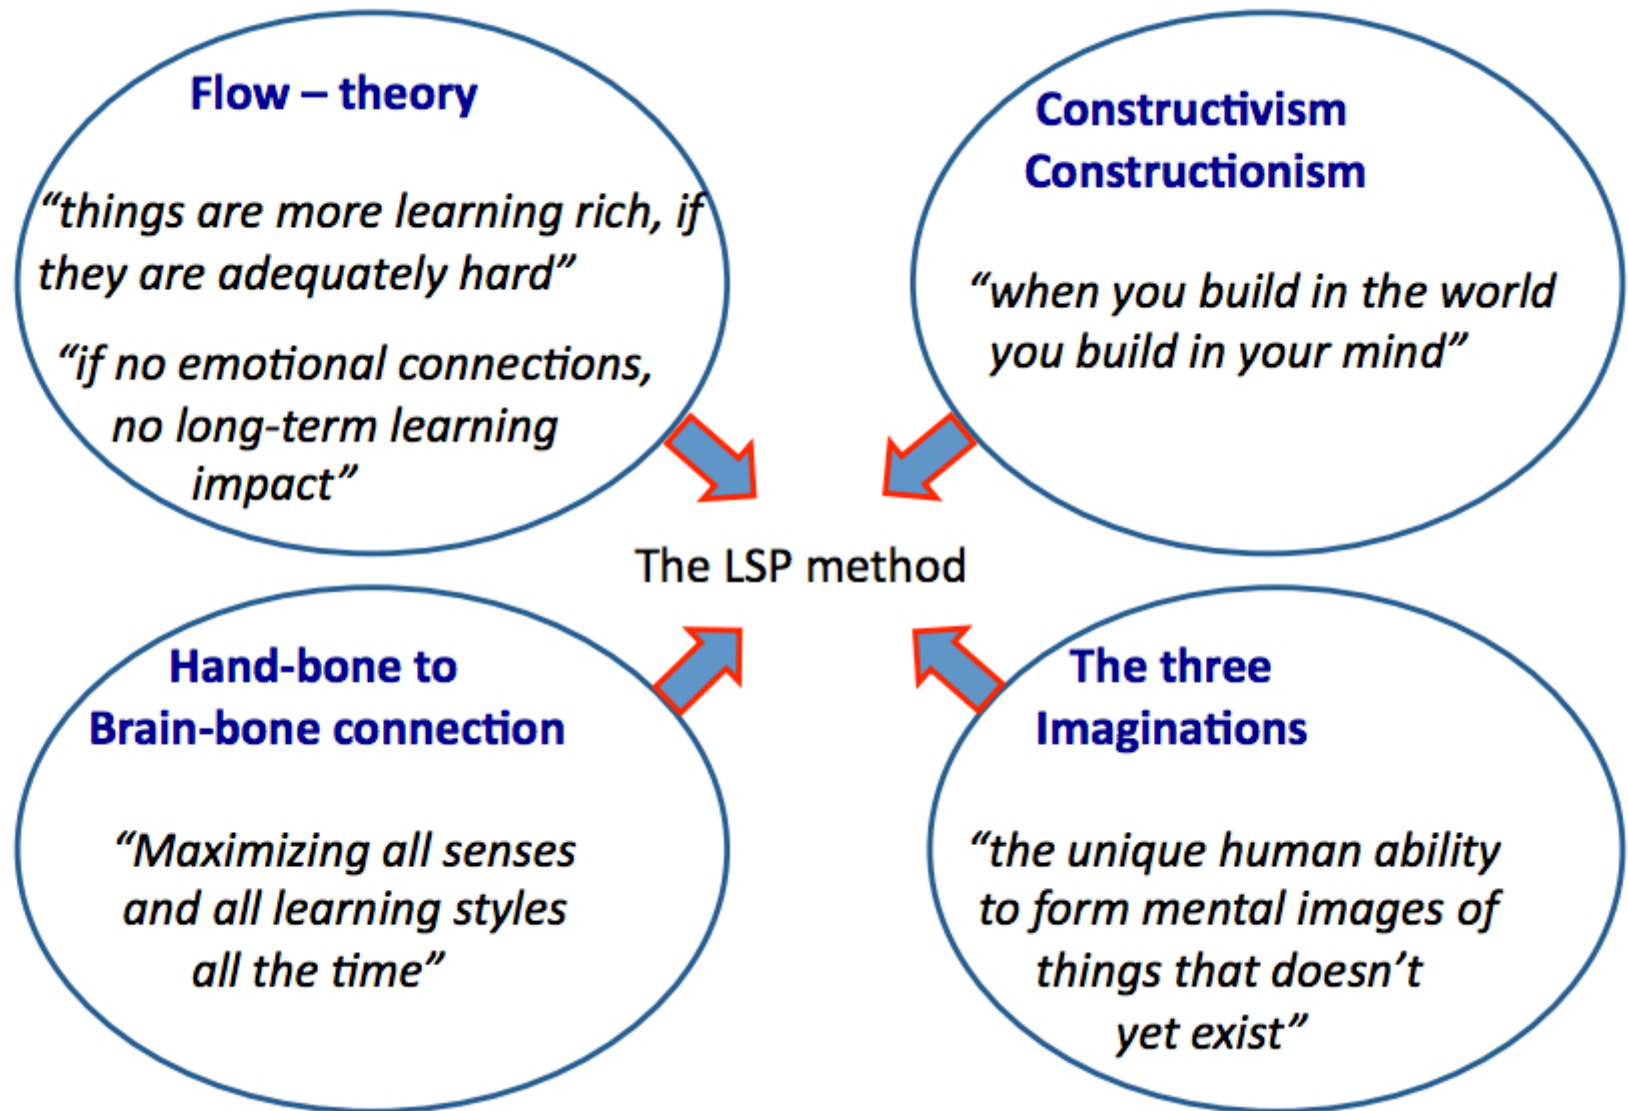 Flow – theory
“things are more learning rich, if
they are adequately hard”
“if no emotional connections,
no long-term learning
impact”
Constructivism
Constructionism
“when you build in the world
you build in your mind”
The LSP method
Hand-bone to
Brain-bone connection
“Maximizing all senses
and all learning styles
all the time”
The three
Imaginations
“the unique human ability
to form mental images of
things that doesn’t
yet exist”